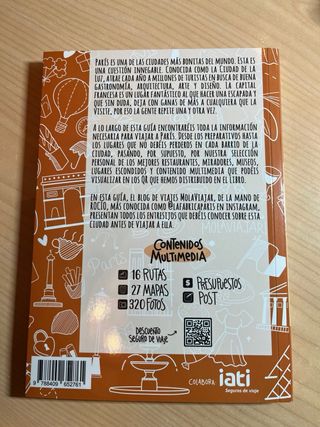 PARÍS ES UNA DE LAS CIUDADES MÁS BONITAS DEL MUNDO. ESTA ES
UNA CUESTIÓN INNEGABLE. CONOCIDA COMO LA CIUDAD DE LA
LUZ, ATRAE CADA AÑO A MILLONES DE TURISTAS EN BUSCA DE BUENA
GASTRONOMÍA, ARQUITECTURA, ARTE Y DISEÑO. LA CAPITAL
FRANCESA ES UN LUGAR FANTÁSTICO AL QUE HACER UNA ESCAPADA Y
QUE SIN DUDA, DEJA CON GANAS DE MÁS A CUALQUIERA QUE LA
VISITE, POR ESO LA GENTE REPITE UNA Y OTRA VEZ.
A LO LARGO DE ESTA GUÍA ENCONTRARÉIS TODA LA INFORMACIÓN
NECESARIA PARA VIAJAR A PARÍS. DESDE LOS PREPARATIVOS HASTA
LOS LUGARES QUE NO DEBÉIS PERDEROS EN CADA BARRIO DE LA
CIUDAD, PASANDO, POR SUPUESTO, POR NUESTRA SELECCIÓN
PERSONAL DE LOS MEJORES RESTAURANTES, MIRADORES, MUSEOS,
LUGARES ESCONDIDOS Y CONTENIDO MULTIMEDIA QUE PODÉIS
VISUALIZAR EN LOS QR QUE HEMOS DISTRIBUIDO EN EL LIBRO.
EN ESTA GUÍA, EL BLOG DE VIAJES MOLAVIAJAR, DE LA MANO DE
ROCÍO, MÁS CONOCIDA COMO @LAFABRICAPARIS EN INSTAGRAM,
PRESENTAN TODOS LOS ENTRESIJOS QUE DEBÉIS CONOCER SOBRE ESTA
CIUDAD ANTES DE VIAJAR A ELLA.
MOLAVIAJAR
CONTENIDOS
MULTIMEDIA
16 RUTAS
27 MAPAS
320 FOTOS
PRESUPUESTOS
POST
DESCUENTO
SEGURO DE VIAJE
COLABORA
iati
Seguros de viaje
9 788409 652761